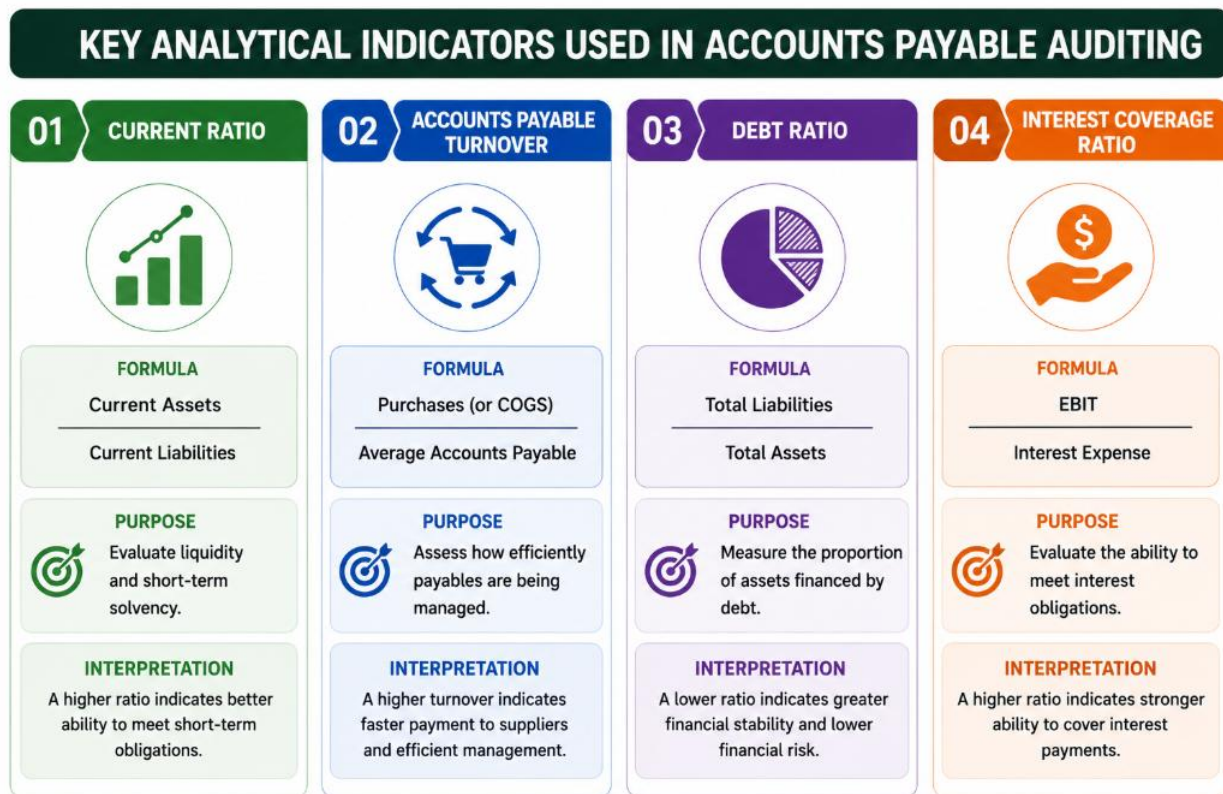 KEY ANALYTICAL INDICATORS USED IN ACCOUNTS PAYABLE AUDITING
01
CURRENT RATIO
FORMULA
Current Assets
Current Liabilities
PURPOSE
Evaluate liquidity
and short-term
solvency.
INTERPRETATION
A higher ratio indicates better
ability to meet short-term
obligations.
02
ACCOUNTS PAYABLE
TURNOVER
FORMULA
Purchases (or COGS)
Average Accounts Payable
PURPOSE
Assess how efficiently
payables are being
managed.
INTERPRETATION
A higher turnover indicates
faster payment to suppliers
and efficient management.
03
DEBT RATIO
FORMULA
Total Liabilities
Total Assets
PURPOSE
Measure the proportion
of assets financed by
debt.
INTERPRETATION
A lower ratio indicates greater
financial stability and lower
financial risk.
04
INTEREST COVERAGE
RATIO
$
FORMULA
EBIT
Interest Expense
PURPOSE
Evaluate the ability to
meet interest
obligations.
INTERPRETATION
A higher ratio indicates stronger
ability to cover interest
payments.